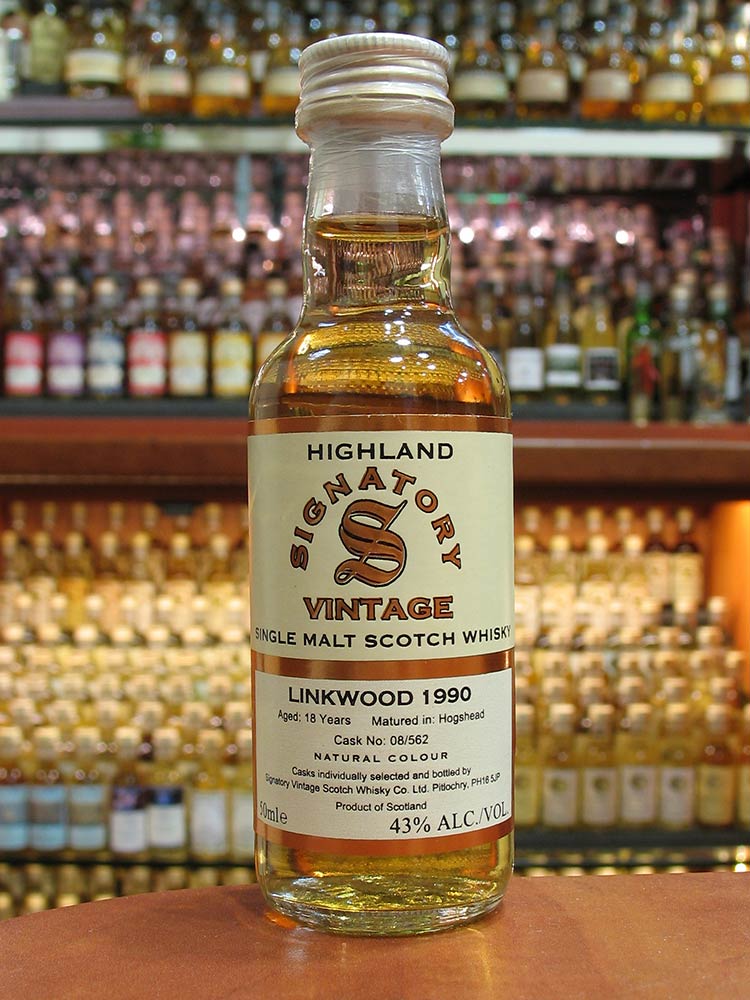 HIGHLAND
SIGNATORY
S
VINTAGE
SINGLE MALT SCOTCH WHISKY
LINKWOOD 1990
Aged: 18 Years Matured in: Hogshead
Cask No: 08/562
NATURAL COLOUR
Casks individually selected and bottled by
Signatory Vintage Scotch Whisky Co. Ltd. Pitlochry, PH16 5JP
Product of Scotland
50ml e 43% ALC./VOL.